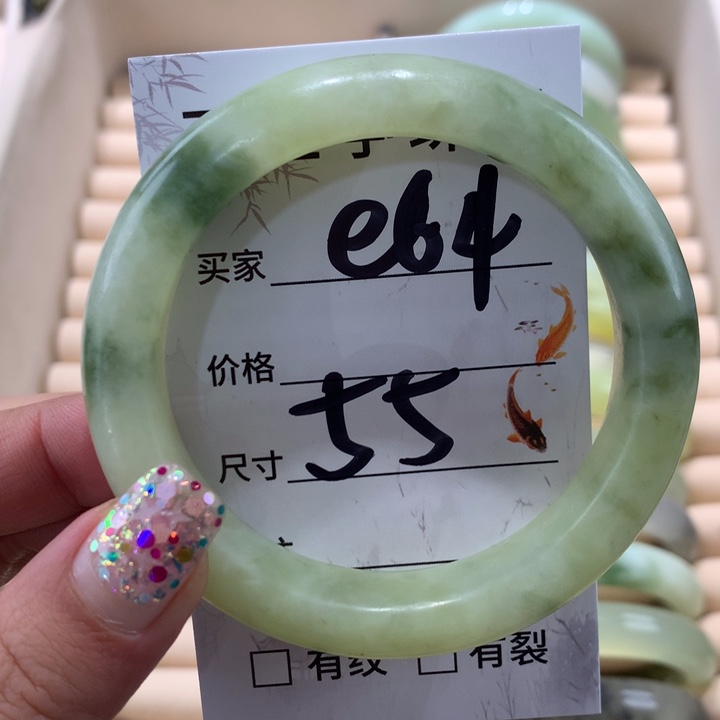 买家 e64
价格
尺寸 55
□ 有纹 □ 有裂